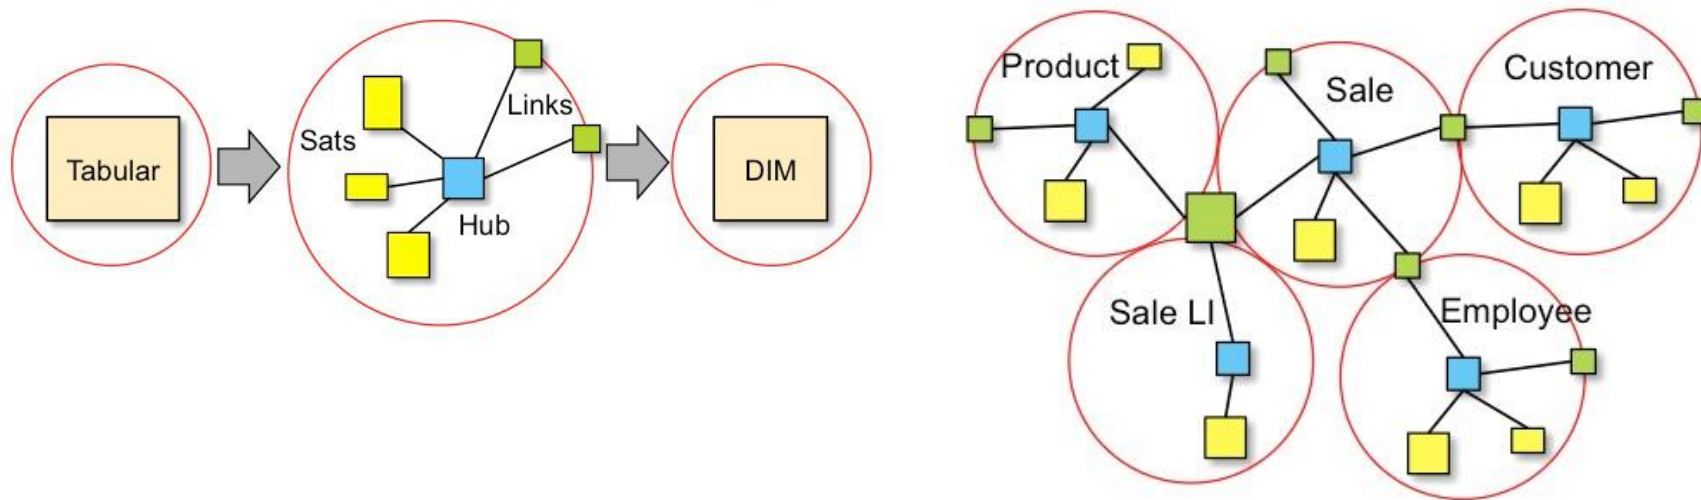 Tabular
Sats
Links
Hub
DIM
Product
Sale
Customer
Sale LI
Employee